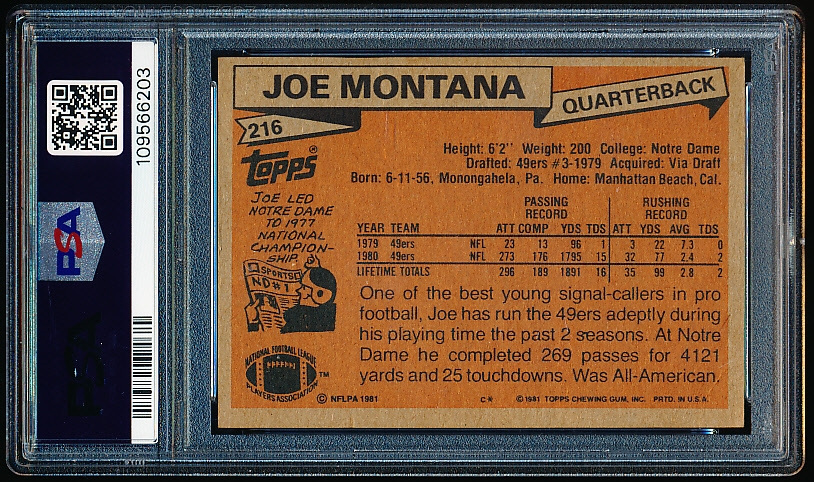 JOE MONTANA
QUARTERBACK
216
Topps®
Height: 6'2'' Weight: 200 College: Notre Dame
Drafted: 49ers #3-1979 Acquired: Via Draft
Born: 6-11-56, Monongahela, Pa. Home: Manhattan Beach, Cal.
JOE LED
NOTRE DAME
TO 1977
NATIONAL
CHAMPION-
SHIP.
SPORTS
ND #1
PASSING RECORD RUSHING RECORD
YEAR TEAM ATT COMP YDS TDS ATT YDS AVG TDS
1979 49ers NFL 23 13 96 1 3 22 7.3 0
1980 49ers NFL 273 176 1795 15 32 77 2.4 2
LIFETIME TOTALS 296 189 1891 16 35 99 2.8 2
One of the best young signal-callers in pro
football, Joe has run the 49ers adeptly during
his playing time the past 2 seasons. At Notre
Dame he completed 269 passes for 4121
yards and 25 touchdowns. Was All-American.
NATIONAL FOOTBALL LEAGUE
PLAYERS ASSOCIATION
™
© NFLPA 1981
C*
© 1981 TOPPS CHEWING GUM, INC. PRTD. IN U.S.A.
109566203
PSA
PSA